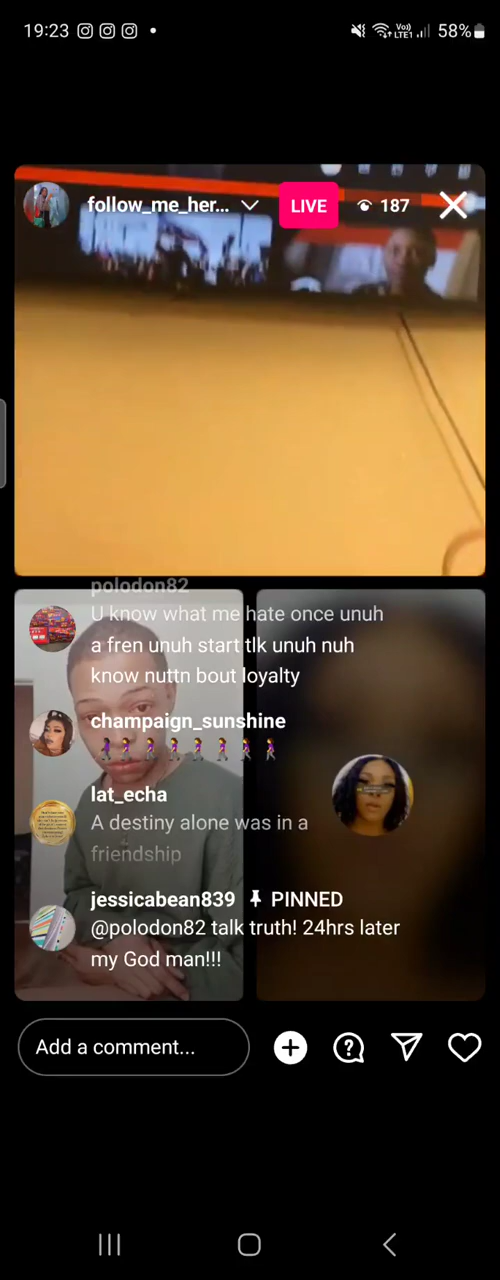 19:23
Vo))
LTE1
58%
follow_me_her...
LIVE
187
polodon82
U know what me hate once unuh
a fren unuh start tlk unuh nuh
know nuttn bout loyalty
champaign_sunshine
lat_echa
A destiny alone was in a
friendship
jessicabean839 PINNED
@polodon82 talk truth! 24hrs later
my God man!!!
Add a comment...